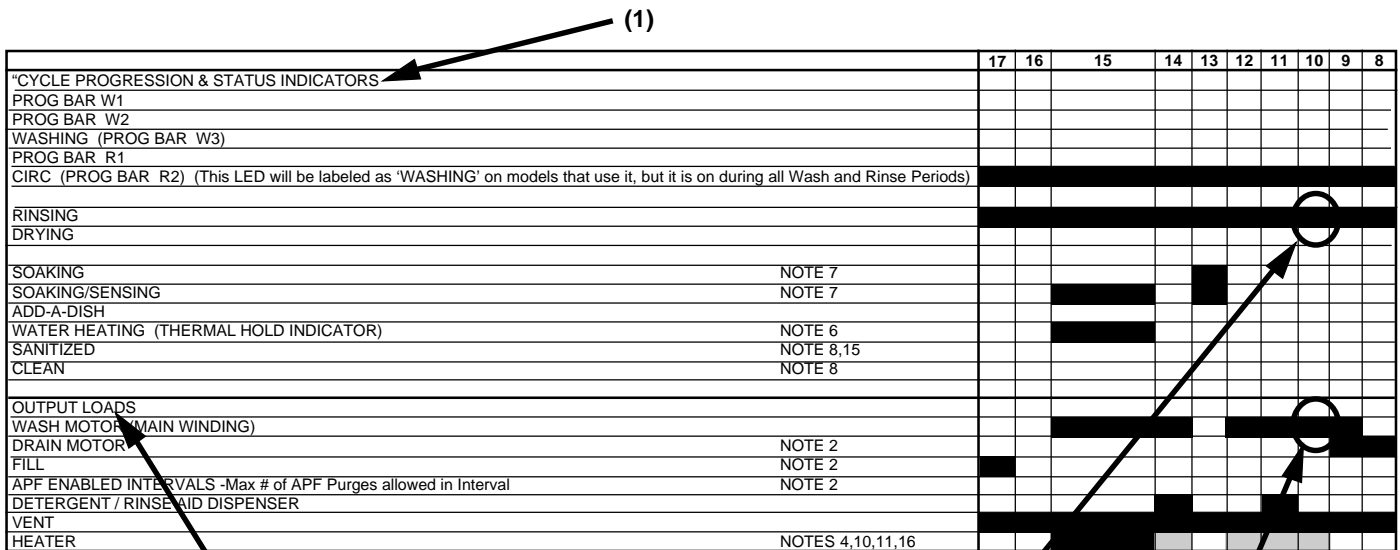 (1)
17 16 15 14 13 12 11 10 9 8
"CYCLE PROGRESSION & STATUS INDICATORS
PROG BAR W1
PROG BAR W2
WASHING (PROG BAR W3)
PROG BAR R1
CIRC (PROG BAR R2) (This LED will be labeled as 'WASHING' on models that use it, but it is on during all Wash and Rinse Periods)
RINSING
DRYING
SOAKING NOTE 7
SOAKING/SENSING NOTE 7
ADD-A-DISH
WATER HEATING (THERMAL HOLD INDICATOR) NOTE 6
SANITIZED NOTE 8,15
CLEAN NOTE 8
OUTPUT LOADS
WASH MOTOR (MAIN WINDING)
DRAIN MOTOR NOTE 2
FILL NOTE 2
APF ENABLED INTERVALS -Max # of APF Purges allowed in Interval NOTE 2
DETERGENT / RINSE AID DISPENSER
VENT
HEATER NOTES 4,10,11,16